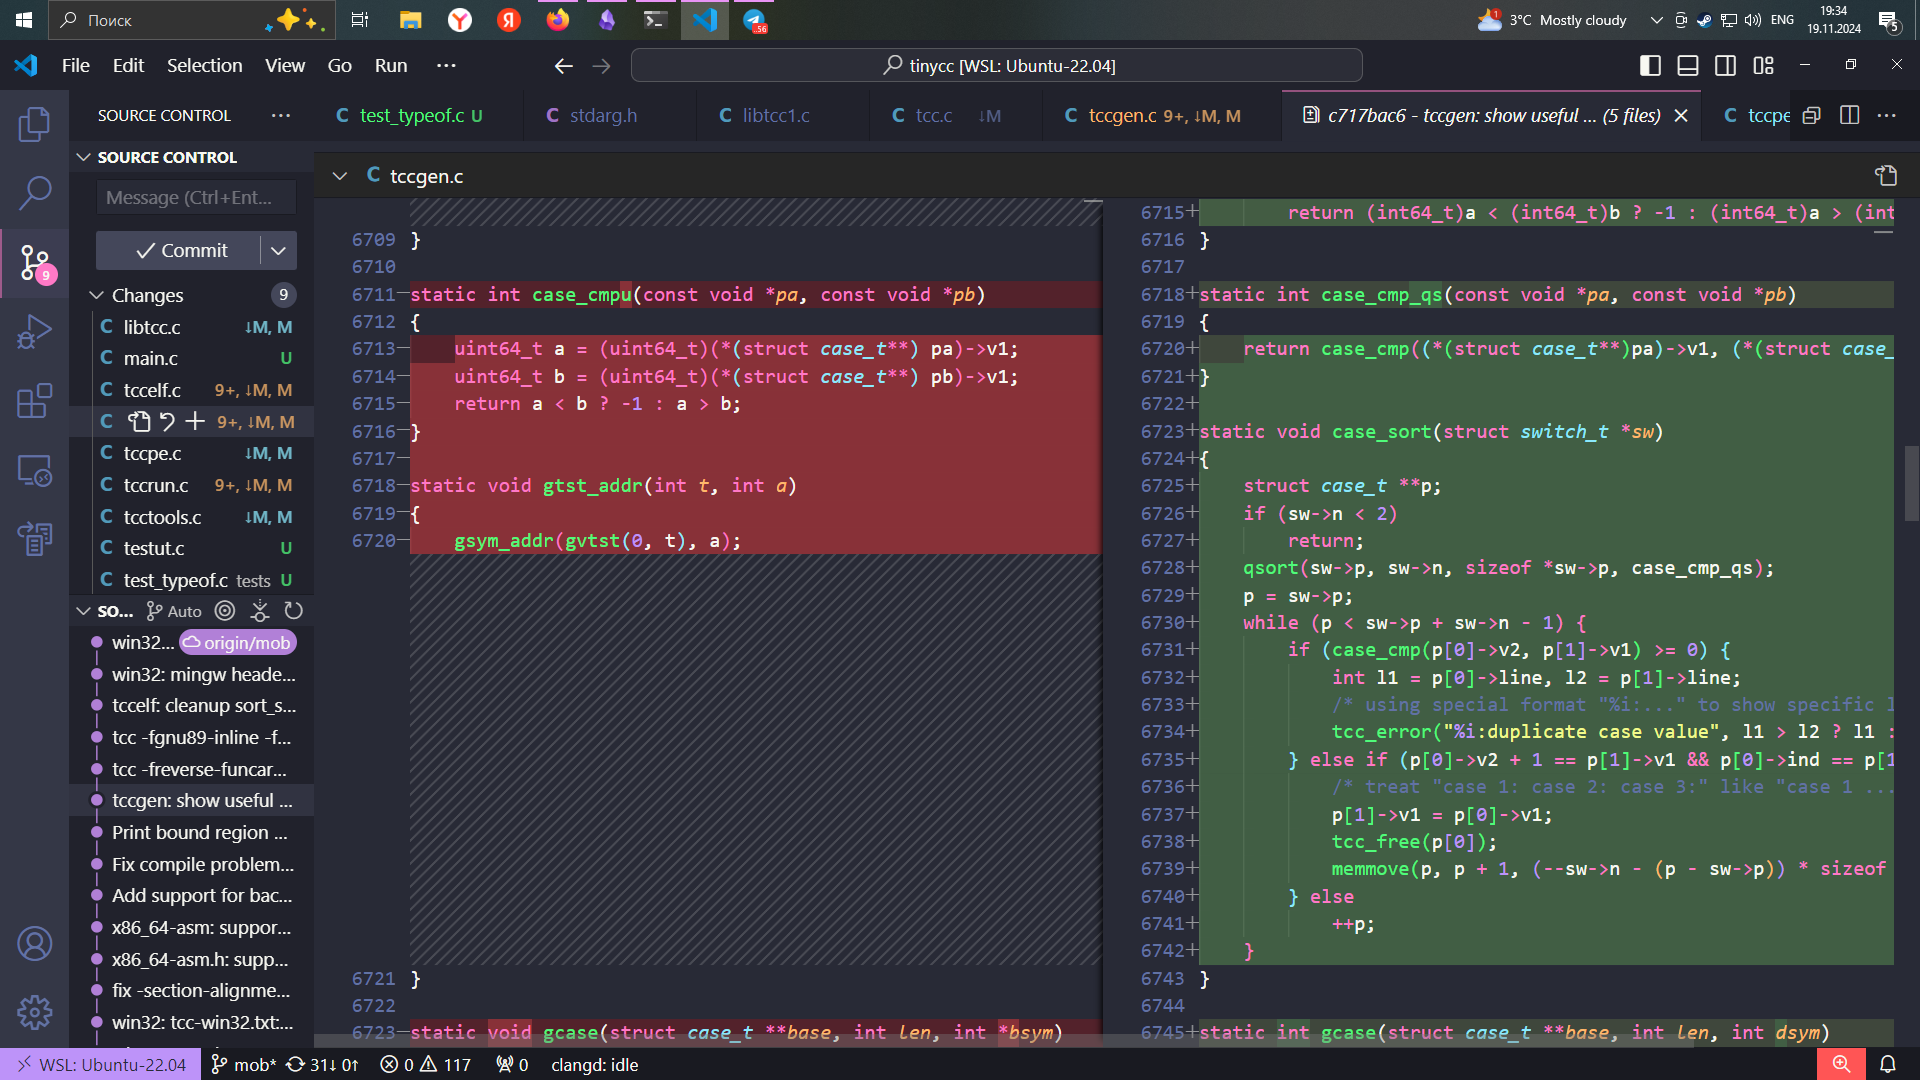 Поиск
.56
1
3°C Mostly cloudy
ENG
19:34
19.11.2024
5
File Edit Selection View Go Run ···
tinycc [WSL: Ubuntu-22.04]
SOURCE CONTROL ···
C test_typeof.c U
C stdarg.h
C libtcc1.c
C tcc.c ↓M
C tccgen.c 9+, ↓M, M
c717bac6 - tccgen: show useful ... (5 files)
C tccpe
SOURCE CONTROL
Message (Ctrl+Ent...
Commit
9
Changes 9
C libtcc.c ↓M, M
C main.c U
C tccelf.c 9+, ↓M, M
C 9+, ↓M, M
C tccpe.c ↓M, M
C tccrun.c 9+, ↓M, M
C tcctools.c ↓M, M
C testut.c U
C test_typeof.c tests U
SO... Auto
win32... origin/mob
win32: mingw heade...
tccelf: cleanup sort_s...
tcc -fgnu89-inline -f...
tcc -freverse-funcar...
tccgen: show useful ...
Print bound region ...
Fix compile problem...
Add support for bac...
x86_64-asm: suppor...
x86_64-asm.h: supp...
fix -section-alignme...
win32: tcc-win32.txt:...
C tccgen.c
6709 }
6710
6711— static int case_cmpu(const void *pa, const void *pb)
6712 {
6713— uint64_t a = (uint64_t)(*(struct case_t**) pa)->v1;
6714— uint64_t b = (uint64_t)(*(struct case_t**) pb)->v1;
6715— return a < b ? -1 : a > b;
6716— }
6717—
6718— static void gtst_addr(int t, int a)
6719— {
6720— gsym_addr(gvtst(0, t), a);
6721 }
6722
6723— static void gcase(struct case_t **base, int len, int *bsym)
6715+ return (int64_t)a < (int64_t)b ? -1 : (int64_t)a > (int
6716 }
6717
6718+ static int case_cmp_qs(const void *pa, const void *pb)
6719 {
6720+ return case_cmp((*(struct case_t**)pa)->v1, (*(struct case_
6721+ }
6722+
6723+ static void case_sort(struct switch_t *sw)
6724+ {
6725+ struct case_t **p;
6726+ if (sw->n < 2)
6727+ return;
6728+ qsort(sw->p, sw->n, sizeof *sw->p, case_cmp_qs);
6729+ p = sw->p;
6730+ while (p < sw->p + sw->n - 1) {
6731+ if (case_cmp(p[0]->v2, p[1]->v1) >= 0) {
6732+ int l1 = p[0]->line, l2 = p[1]->line;
6733+ /* using special format "%i:..." to show specific l
6734+ tcc_error("%i:duplicate case value", l1 > l2 ? l1 :
6735+ } else if (p[0]->v2 + 1 == p[1]->v1 && p[0]->ind == p[1
6736+ /* treat "case 1: case 2: case 3:" like "case 1 ...
6737+ p[1]->v1 = p[0]->v1;
6738+ tcc_free(p[0]);
6739+ memmove(p, p + 1, (--sw->n - (p - sw->p)) * sizeof
6740+ } else
6741+ ++p;
6742+ }
6743 }
6744
6745+ static int gcase(struct case_t **base, int len, int dsym)
WSL: Ubuntu-22.04 mob* 31↓ 0↑ 0 117 0 clangd: idle